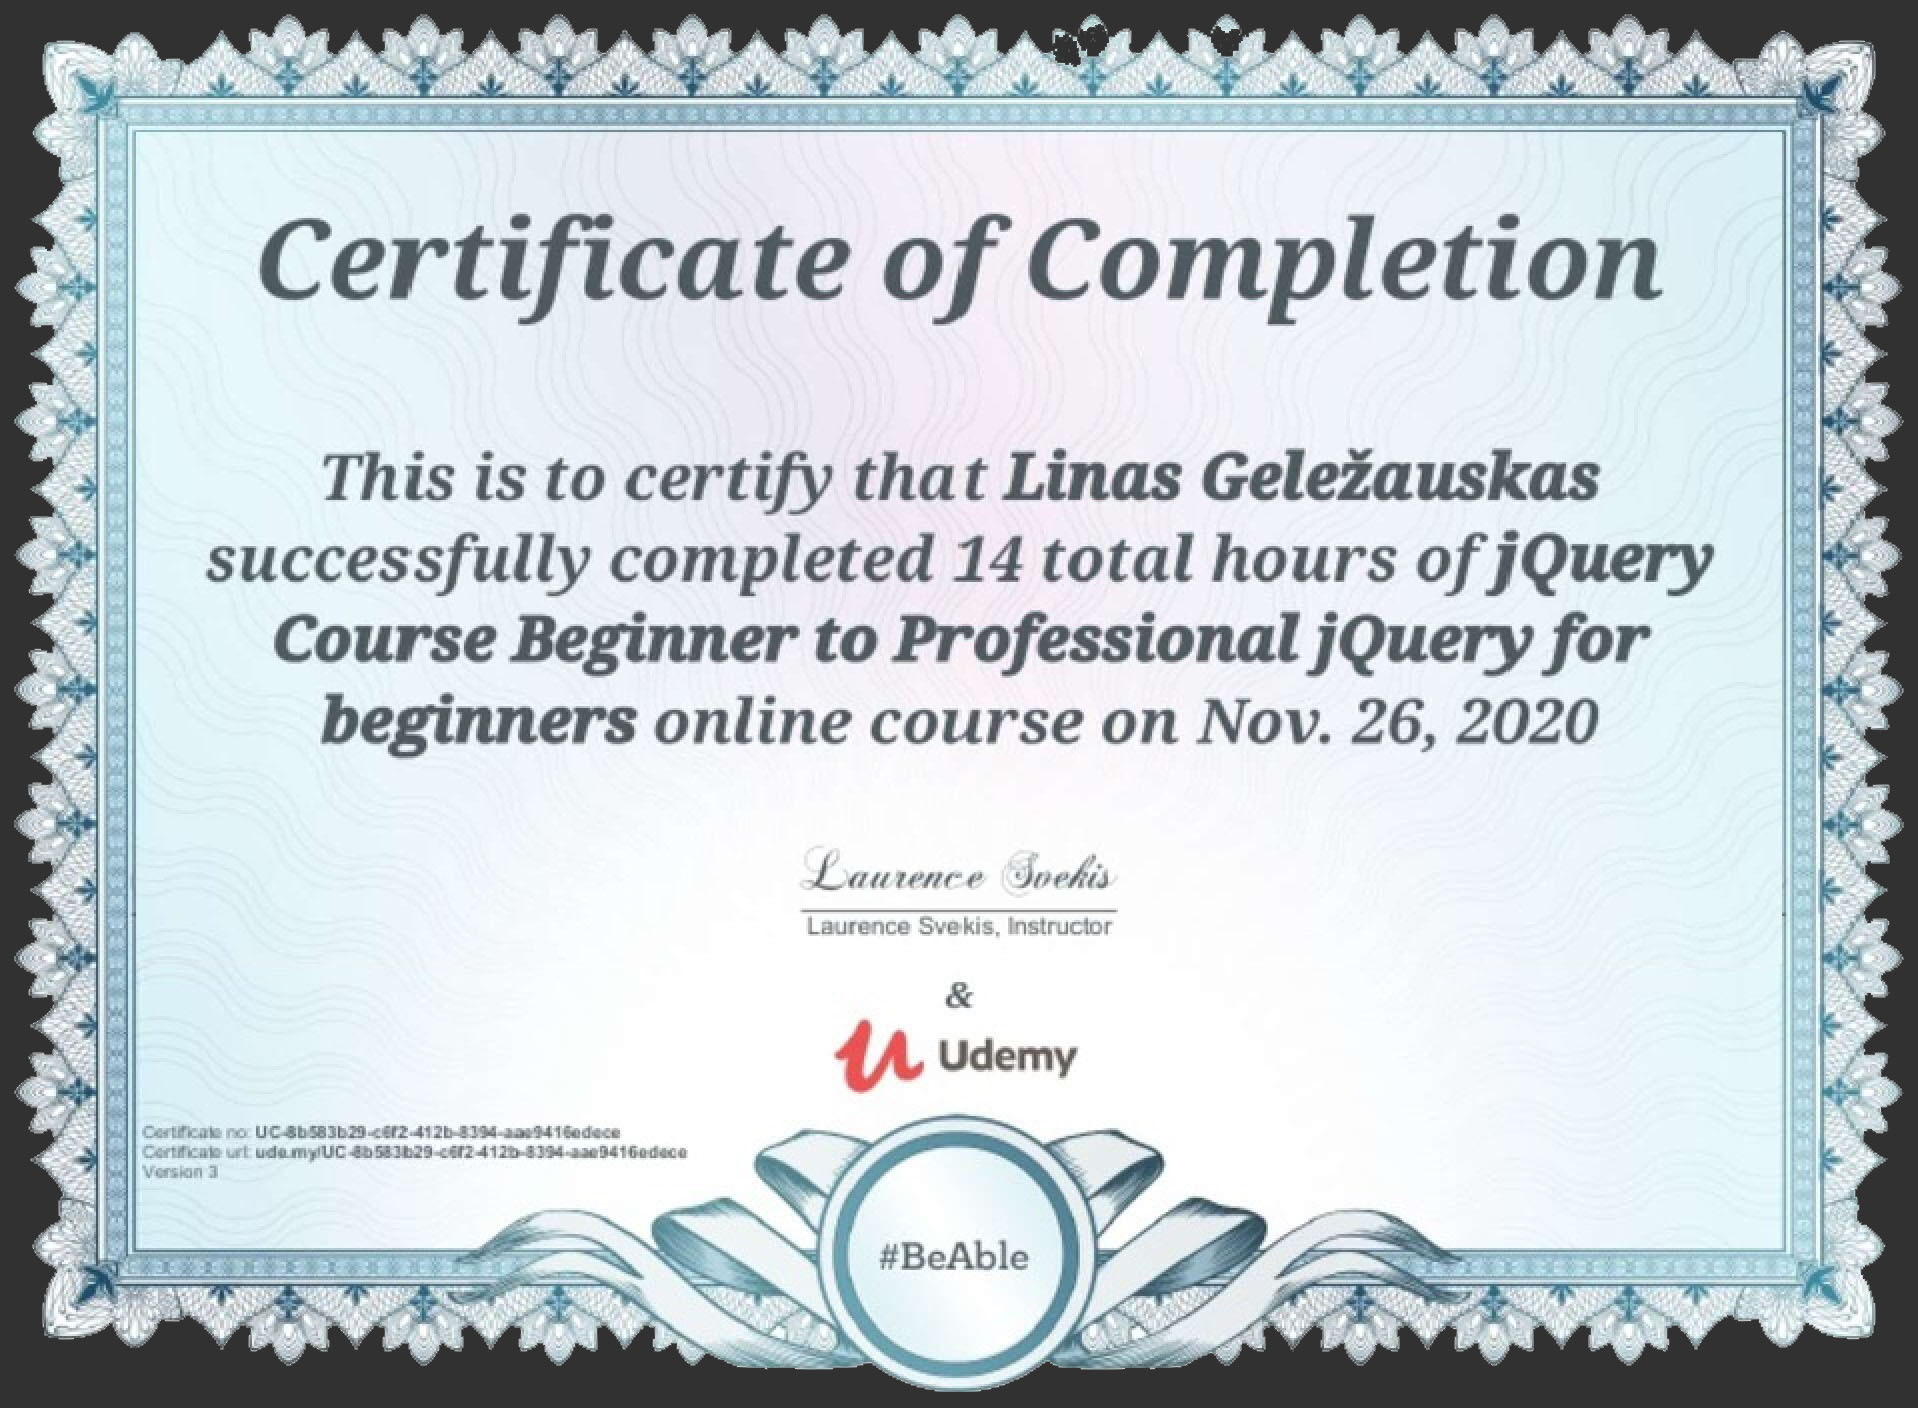 Certificate of Completion
This is to certify that Linas Geležauskas
successfully completed 14 total hours of jQuery
Course Beginner to Professional jQuery for
beginners online course on Nov. 26, 2020
Laurence Svekis
Laurence Svekis, Instructor
&
Udemy
Certificate no: UC-8b583b29-c6f2-412b-8394-aae9416edece
Certificate url: ude.my/UC-8b583b29-c6f2-412b-8394-aae9416edece
Version 3
#BeAble